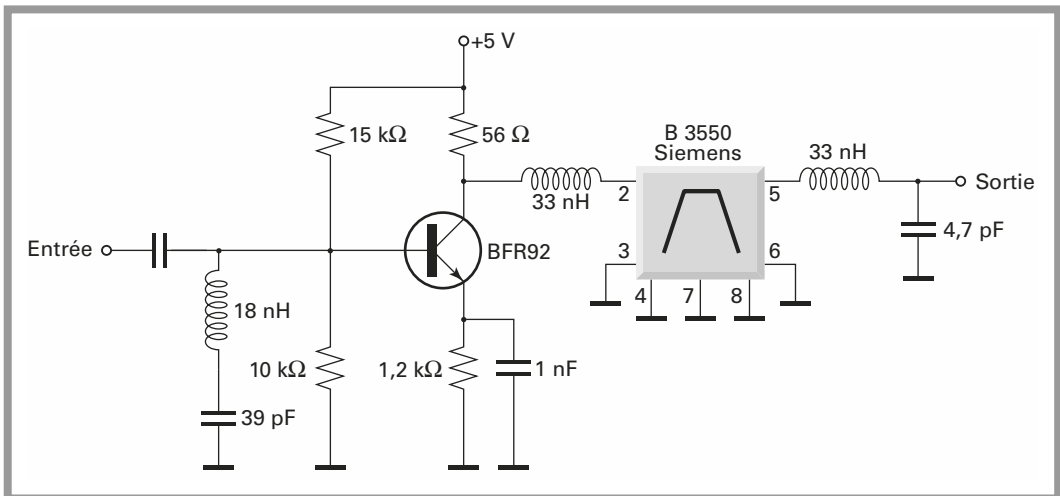 +5 V
15 kΩ
56 Ω
B 3550
Siemens
33 nH
33 nH
2
5
Sortie
Entrée
BFR92
3
6
4,7 pF
4
7
8
18 nH
10 kΩ
1,2 kΩ
1 nF
39 pF